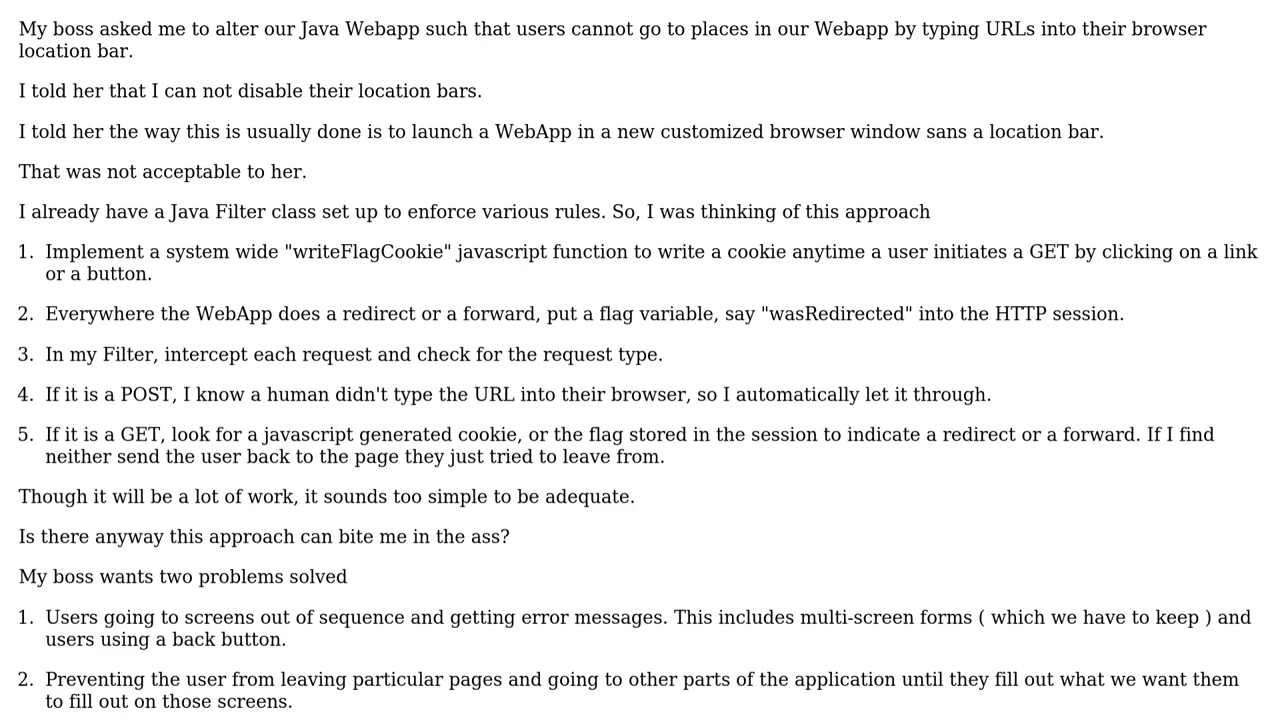 My boss asked me to alter our Java Webapp such that users cannot go to places in our Webapp by typing URLs into their browser
location bar.
I told her that I can not disable their location bars.
I told her the way this is usually done is to launch a WebApp in a new customized browser window sans a location bar.
That was not acceptable to her.
I already have a Java Filter class set up to enforce various rules. So, I was thinking of this approach
1. Implement a system wide "writeFlagCookie" javascript function to write a cookie anytime a user initiates a GET by clicking on a link
or a button.
2. Everywhere the WebApp does a redirect or a forward, put a flag variable, say "wasRedirected" into the HTTP session.
3. In my Filter, intercept each request and check for the request type.
4. If it is a POST, I know a human didn't type the URL into their browser, so I automatically let it through.
5. If it is a GET, look for a javascript generated cookie, or the flag stored in the session to indicate a redirect or a forward. If I find
neither send the user back to the page they just tried to leave from.
Though it will be a lot of work, it sounds too simple to be adequate.
Is there anyway this approach can bite me in the ass?
My boss wants two problems solved
1. Users going to screens out of sequence and getting error messages. This includes multi-screen forms ( which we have to keep ) and
users using a back button.
2. Preventing the user from leaving particular pages and going to other parts of the application until they fill out what we want them
to fill out on those screens.